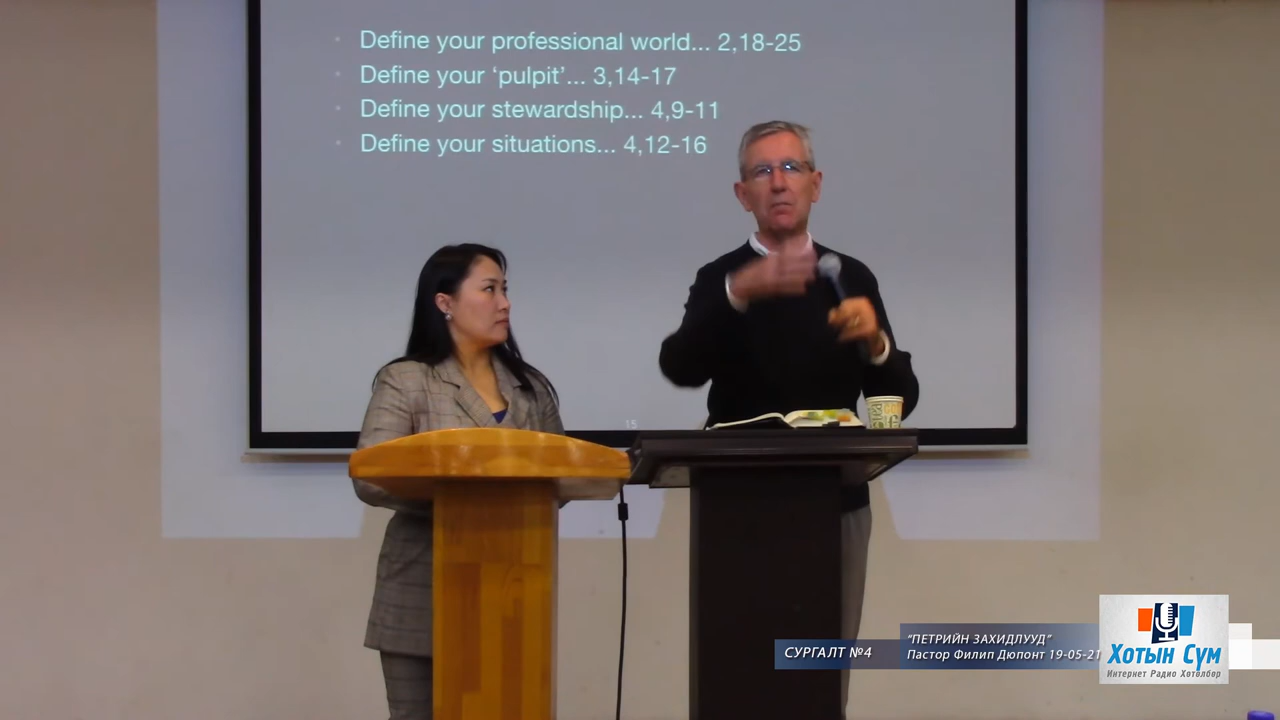 Define your professional world... 2,18-25
Define your ‘pulpit’... 3,14-17
Define your stewardship... 4,9-11
Define your situations... 4,12-16
15
СУРГАЛТ №4
"ПЕТРИЙН ЗАХИДЛУУД"
Пастор Филип Дюпонт 19-05-21
Хотын Сүм
Интернет Радио Хөтөлбөр